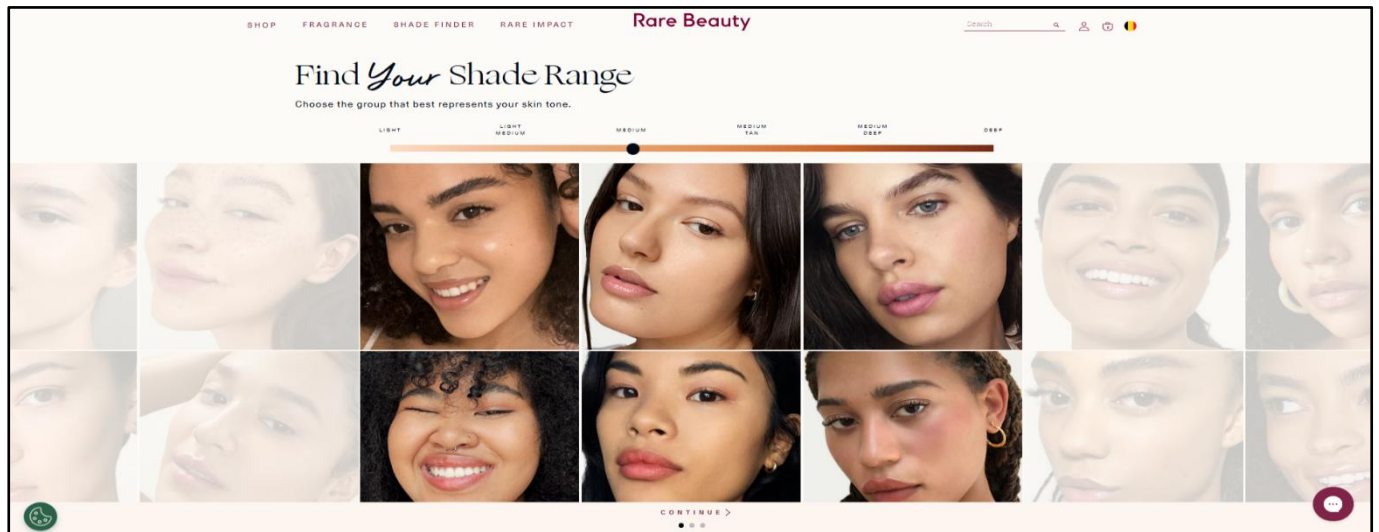 SHOP FRAGRANCE SHADE FINDER RARE IMPACT Rare Beauty Search
Find Your Shade Range
Choose the group that best represents your skin tone.
LIGHT LIGHT MEDIUM MEDIUM MEDIUM TAN MEDIUM DEEP DEEP
CONTINUE >